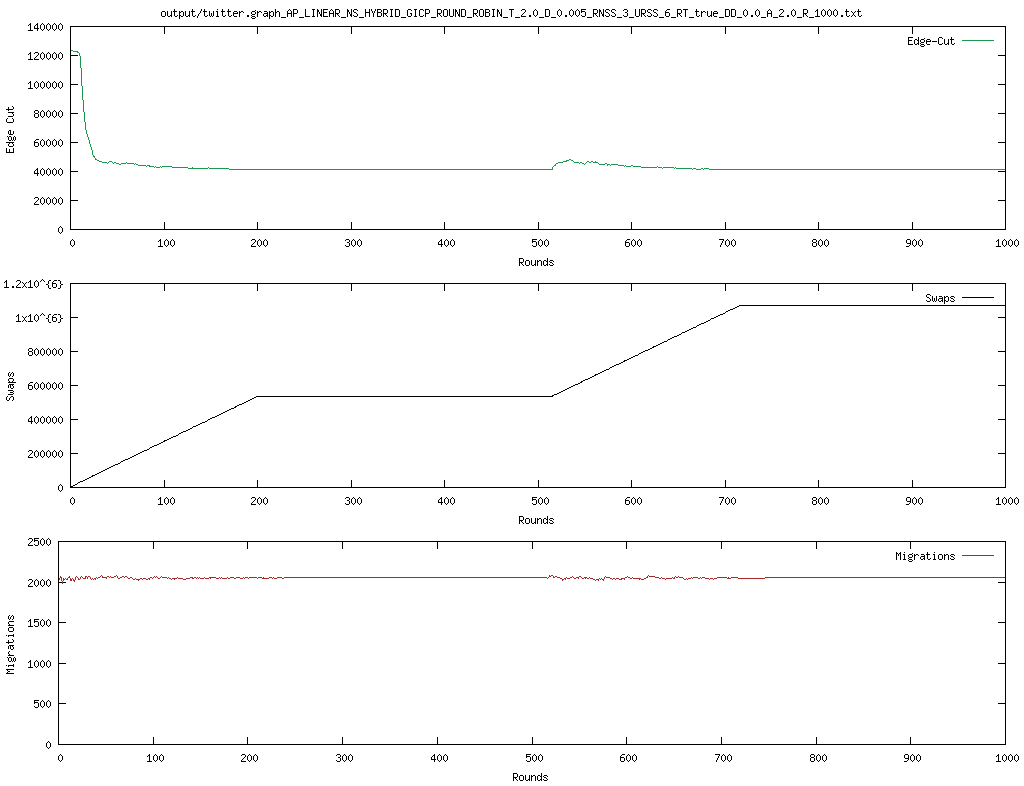 output/twitter.graph_AP_LINEAR_NS_HYBRID_GICP_ROUND_ROBIN_T_2.0_D_0.005_RNSS_3_URSS_6_RT_true_DD_0.0_A_2.0_R_1000.txt
140000
120000
100000
80000
60000
40000
20000
0
Edge Cut
Edge-Cut
0 100 200 300 400 500 600 700 800 900 1000
Rounds
1.2x10^{6}
1x10^{6}
800000
600000
400000
200000
0
Swaps
Swaps
0 100 200 300 400 500 600 700 800 900 1000
Rounds
2500
2000
1500
1000
500
0
Migrations
Migrations
0 100 200 300 400 500 600 700 800 900 1000
Rounds